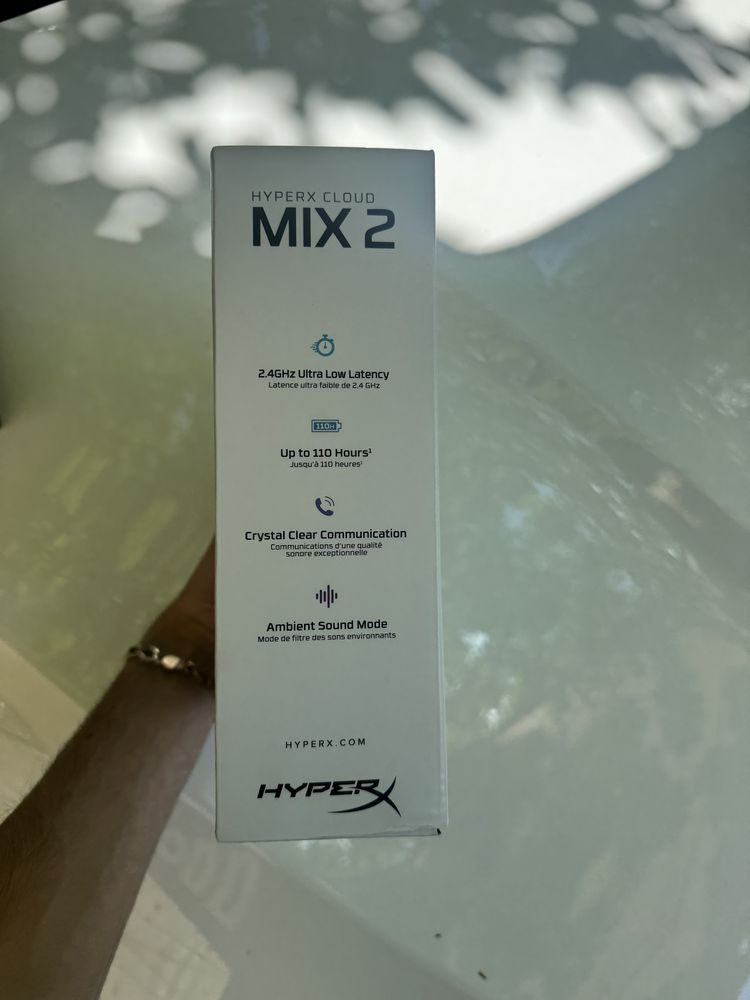 HYPERX CLOUD
MIX 2
2.4GHz Ultra Low Latency
Latence ultra faible de 2,4 GHz
110H
Up to 110 Hours¹
Jusqu'à 110 heures¹
Crystal Clear Communication
Communications d'une qualité
sonore exceptionnelle
Ambient Sound Mode
Mode de filtre des sons environnants
HYPERX.COM
HYPERX